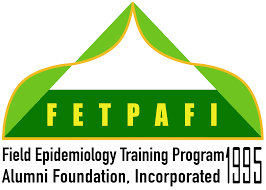 FETPAFI
Field Epidemiology Training Program
Alumni Foundation, Incorporated
1995